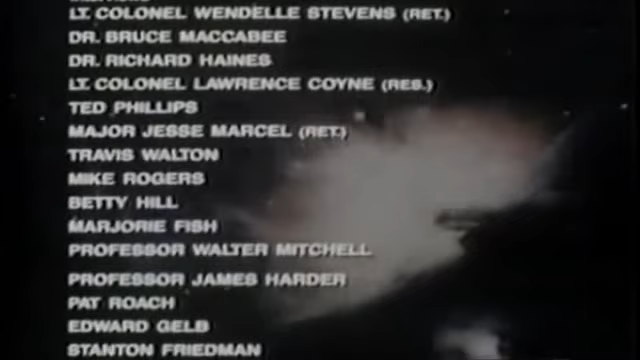 LT. COLONEL WENDELLE STEVENS (RET.)
DR. BRUCE MACCABEE
DR. RICHARD HAINES
LT. COLONEL LAWRENCE COYNE (RES.)
TED PHILLIPS
MAJOR JESSE MARCEL (RET.)
TRAVIS WALTON
MIKE ROGERS
BETTY HILL
MARJORIE FISH
PROFESSOR WALTER MITCHELL
PROFESSOR JAMES HARDER
PAT ROACH
EDWARD GELB
STANTON FRIEDMAN